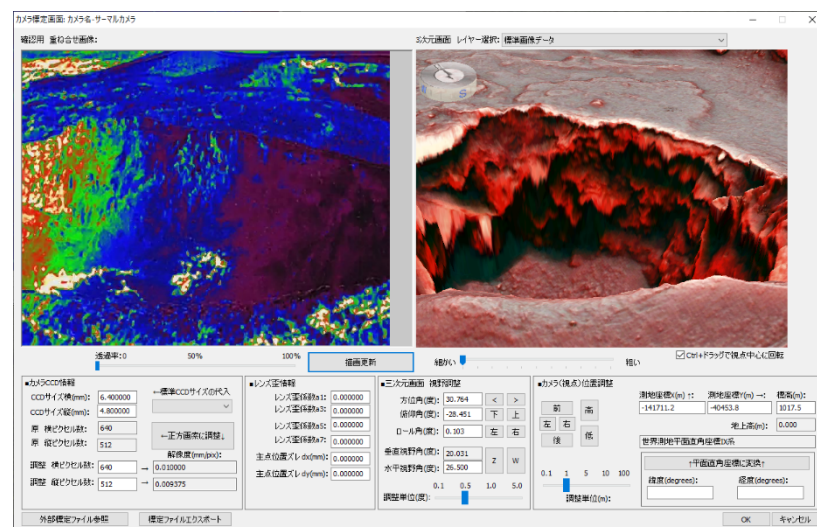 カメラ標定画面: カメラ名-サーマルカメラ
確認用 重ね合せ画像:
三次元画面 レイヤー選択: 標準画像データ
S
透過率:0 50% 100%
描画更新
細かい 粗い
Ctrl+ドラッグで視点中心に回転
■カメラCCD情報
CCDサイズ横(mm): 6.400000
CCDサイズ縦(mm): 4.800000
原 横ピクセル数: 640
原 縦ピクセル数: 512
調整 横ピクセル数: 640 → 0.010000
調整 縦ピクセル数: 512 → 0.009375
←標準CCDサイズの代入
←正方画素に調整↓
解像度(mm/pix):
■レンズ歪情報
レンズ歪係数a1: 0.000000
レンズ歪係数a3: 0.000000
レンズ歪係数a5: 0.000000
レンズ歪係数a7: 0.000000
主点位置ズレdx(mm): 0.000000
主点位置ズレdy(mm): 0.000000
■三次元画面 視野調整
方位角(度): 30.764 < >
俯仰角(度): -28.451 下 上
ロール角(度): 0.103 左 右
垂直視野角(度): 20.031
水平視野角(度): 26.500
Z W
0.1 0.5 1.0 5.0
調整単位(度):
■カメラ(視点)位置調整
前 高
左 右
後 低
0.1 1 5 10 100
調整単位(m):
測地座標X(m) ↑: 測地座標Y(m) →: 標高(m):
-141711.2 -40453.8 1017.5
地上高(m): 0.000
世界測地平面直角座標IX系
↑平面直角座標に変換↑
緯度(degrees): 経度(degrees):
外部標定ファイル参照 標定ファイルエクスポート
OK キャンセル